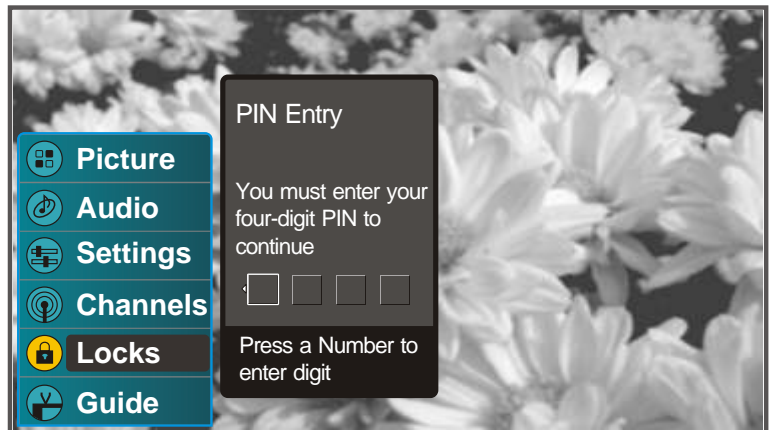 Picture
Audio
Settings
Channels
Locks
Guide
PIN Entry
You must enter your
four-digit PIN to
continue
Press a Number to
enter digit